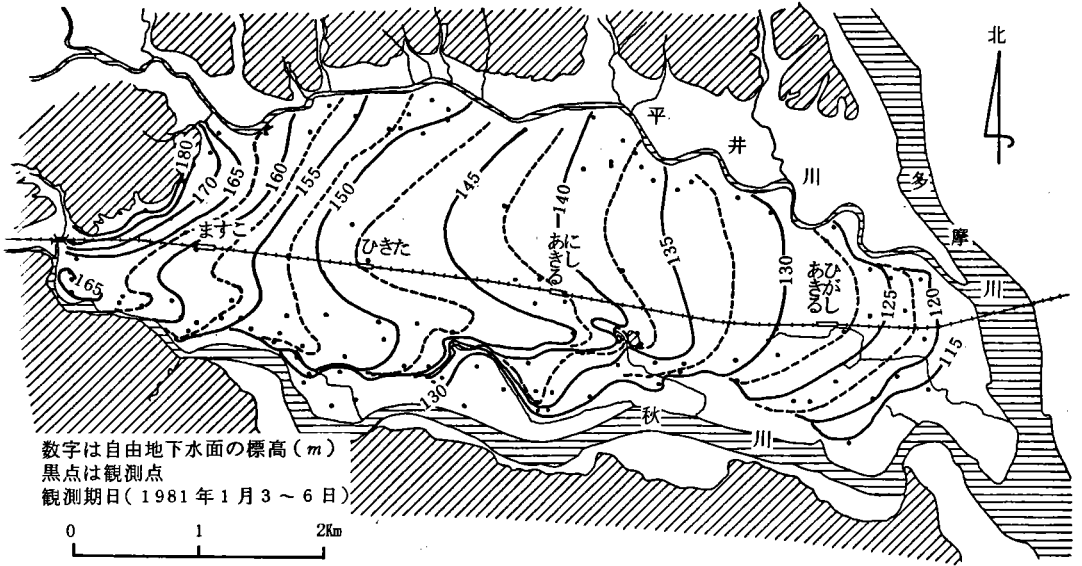 北
平
井
川
多
摩
川
180
170
165
160
155
150
145
140
135
130
125
120
115
ますこ
ひきた
にし
あきる
ひがし
あきる
165
130
秋
川
数字は自由地下水面の標高(m)
黒点は観測点
観測期日(1981年1月3~6日)
0 1 2Km